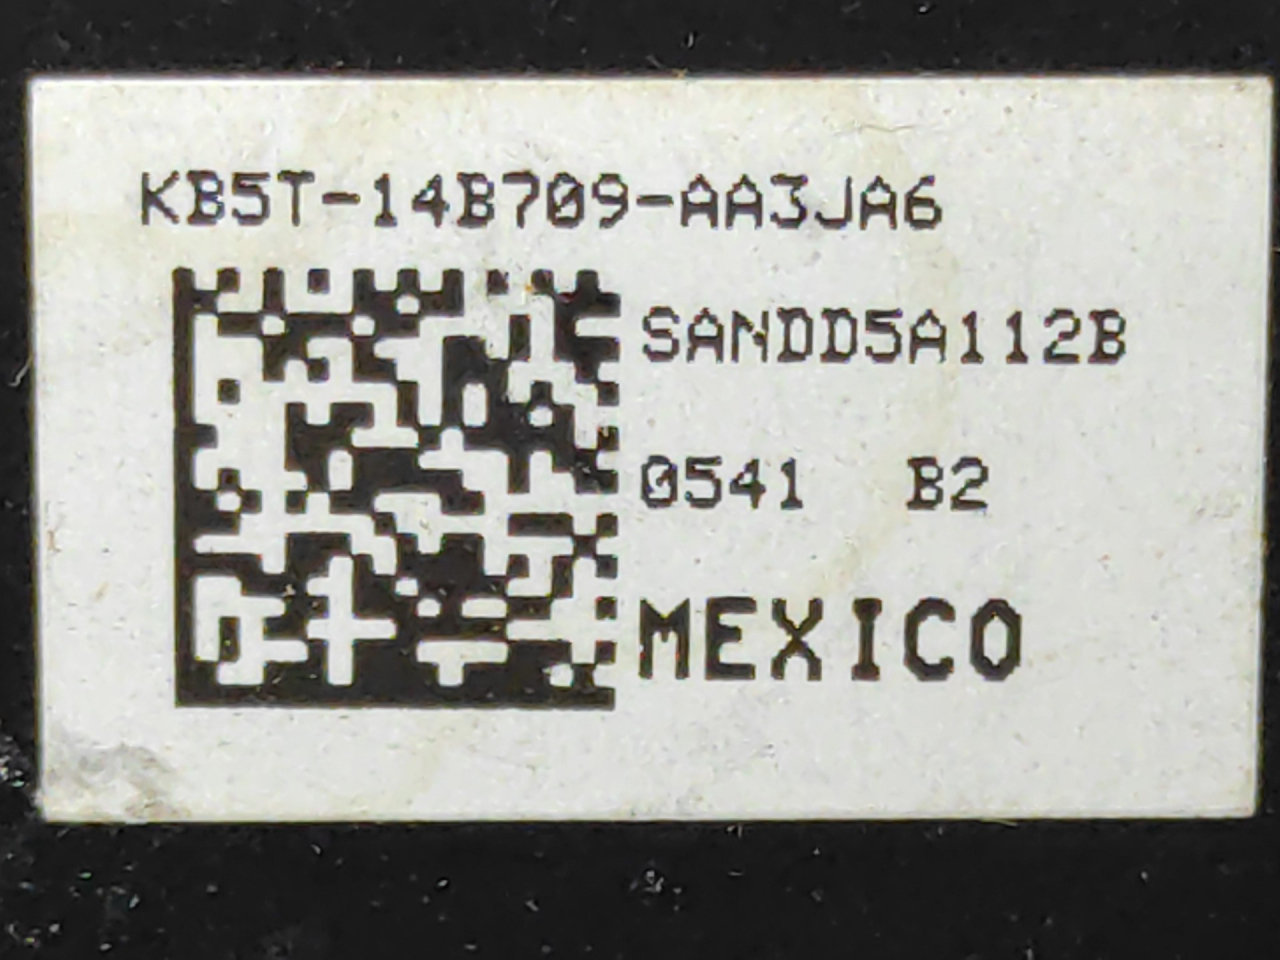 KB5T-14B709-AA3JA6
SANDD5A112B
0541 B2
MEXICO